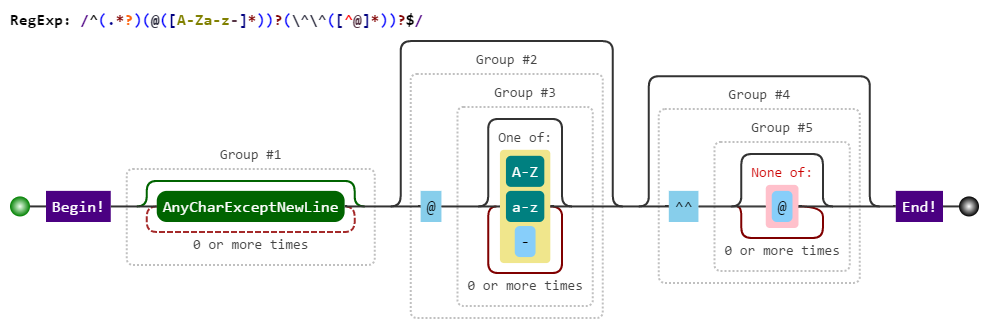 RegExp: /^(.*?)(@([A-Za-z-]*))?(\^\^([^@]*))?$/
Group #2
Group #3
Group #4
One of:
Group #5
Group #1
A-Z
None of:
Begin!
AnyCharExceptNewLine
@
a-z
^^
@
End!
-
0 or more times
0 or more times
0 or more times